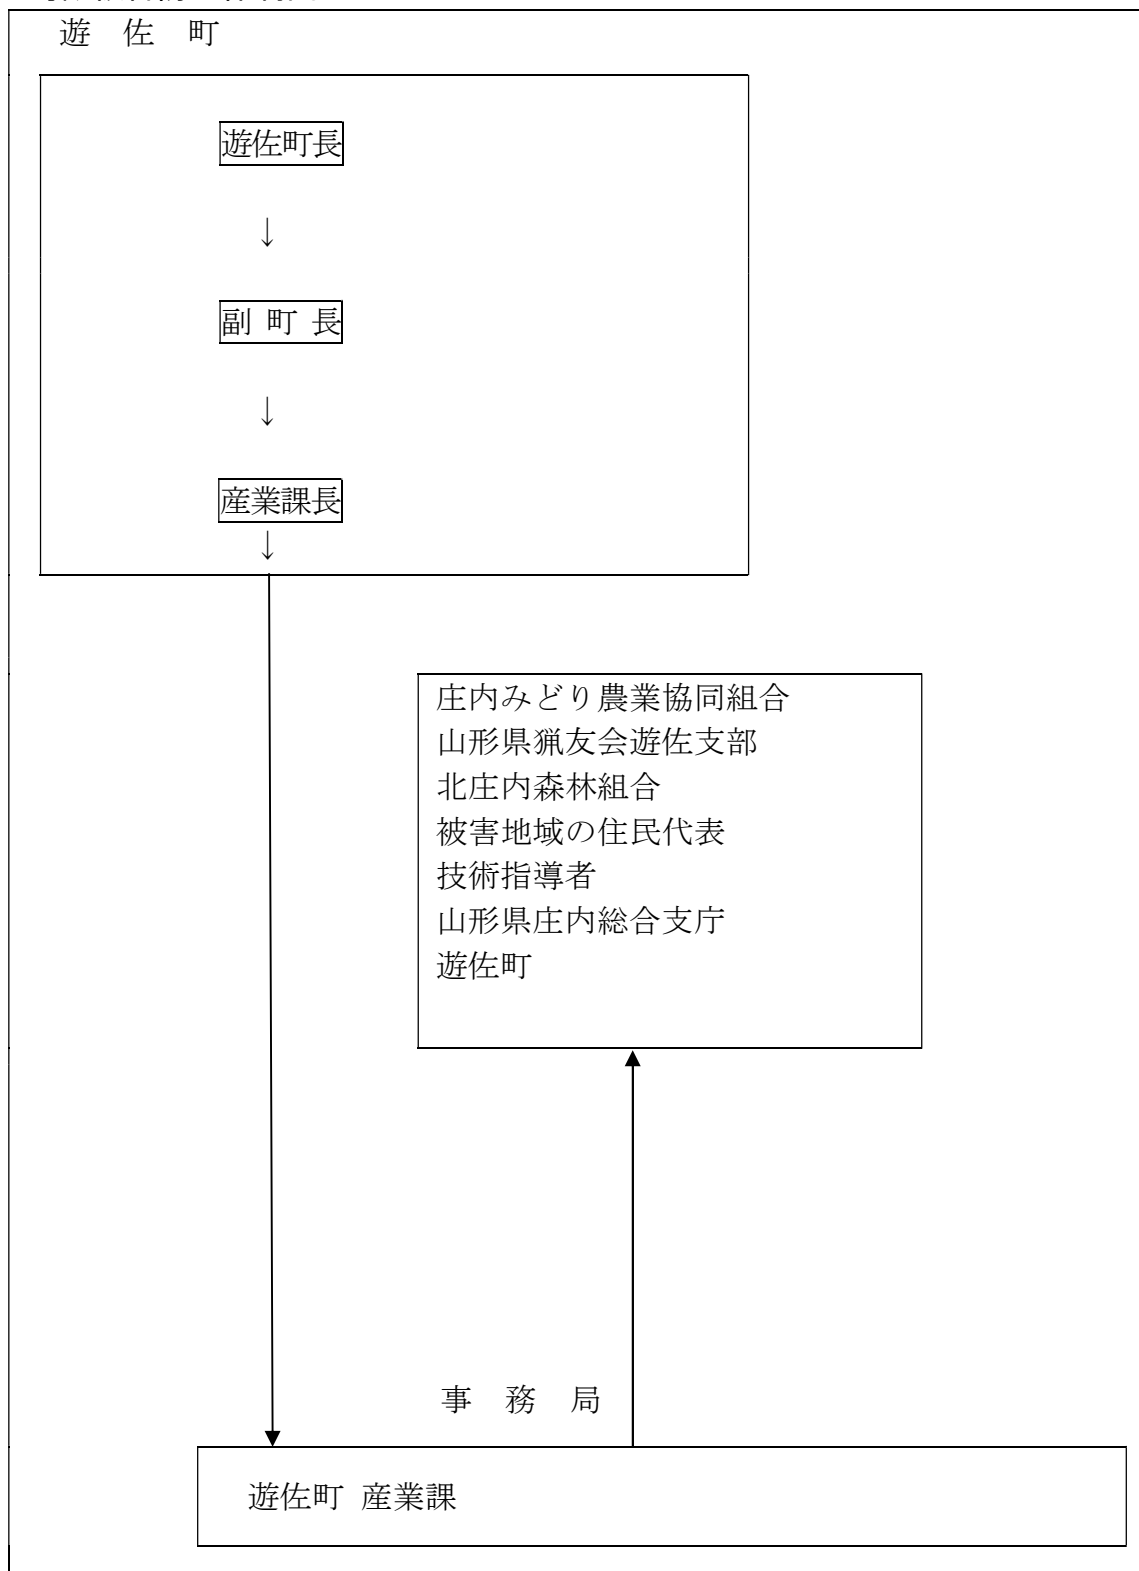 遊 佐 町
遊佐町長
↓
副 町 長
↓
産業課長
↓
庄内みどり農業協同組合
山形県猟友会遊佐支部
北庄内森林組合
被害地域の住民代表
技術指導者
山形県庄内総合支庁
遊佐町
事 務 局
遊佐町 産業課